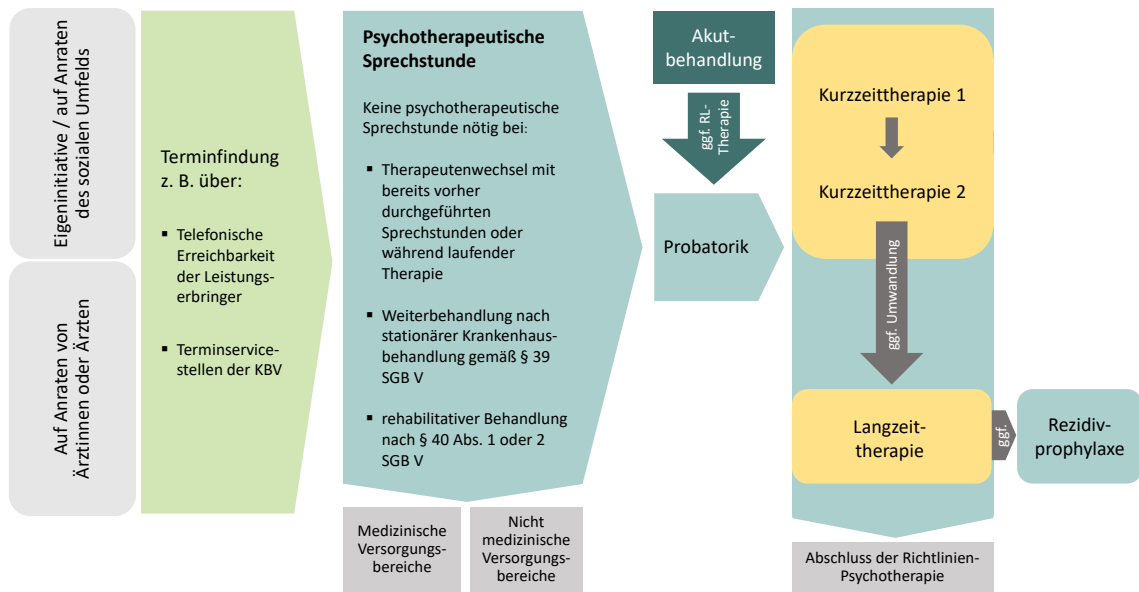 Eigeninitiative / auf Anraten
des sozialen Umfelds
Auf Anraten von
Ärztinnen oder Ärzten
Terminfindung
z. B. über:
▪ Telefonische
Erreichbarkeit
der Leistungs-
erbringer
▪ Terminservice-
stellen der KBV
Psychotherapeutische
Sprechstunde
Keine psychotherapeutische
Sprechstunde nötig bei:
▪ Therapeutenwechsel mit
bereits vorher
durchgeführten
Sprechstunden oder
während laufender
Therapie
▪ Weiterbehandlung nach
stationärer Krankenhaus-
behandlung gemäß § 39
SGB V
▪ rehabilitativer Behandlung
nach § 40 Abs. 1 oder 2
SGB V
Medizinische
Versorgungs-
bereiche
Nicht
medizinische
Versorgungs-
bereiche
Akut-
behandlung
ggf. RL-
Therapie
Probatorik
Kurzzeittherapie 1
Kurzzeittherapie 2
ggf. Umwandlung
Langzeit-
therapie
ggf.
Rezidiv-
prophylaxe
Abschluss der Richtlinien-
Psychotherapie